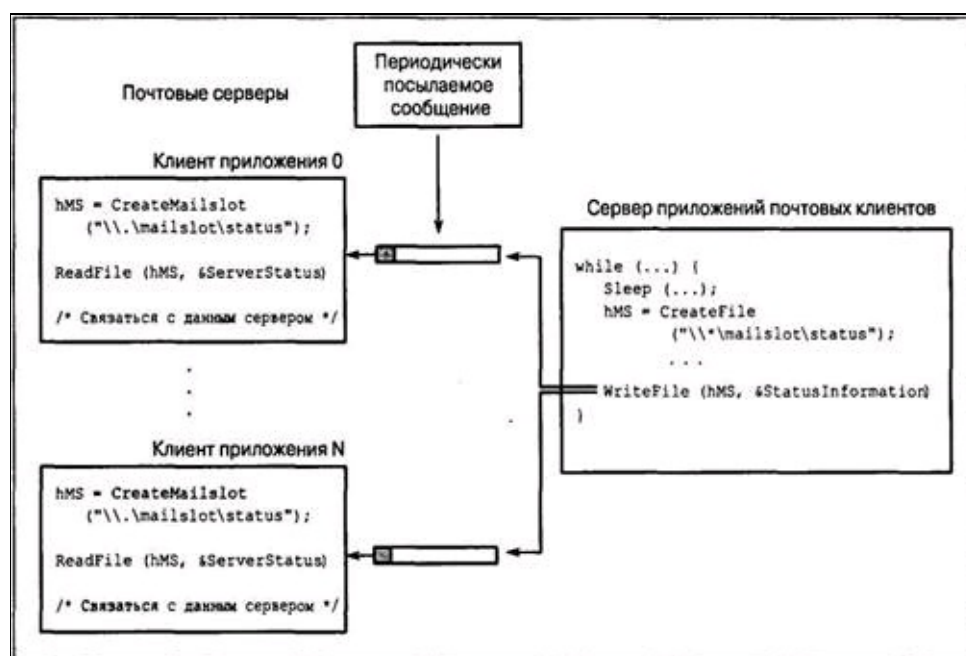 Периодически
посылаемое
сообщение
Почтовые серверы
Клиент приложения 0
hMS = CreateMailslot
("\\.\mailslot\status");
ReadFile (hMS, &ServerStatus)
/* Связаться с данным сервером */
Сервер приложений почтовых клиентов
while (...) {
Sleep (...);
hMS = CreateFile
("\\*\mailslot\status");
...
WriteFile (hMS, &StatusInformation)
}
Клиент приложения N
hMS = CreateMailslot
("\\.\mailslot\status");
ReadFile (hMS, &ServerStatus)
/* Связаться с данным сервером */